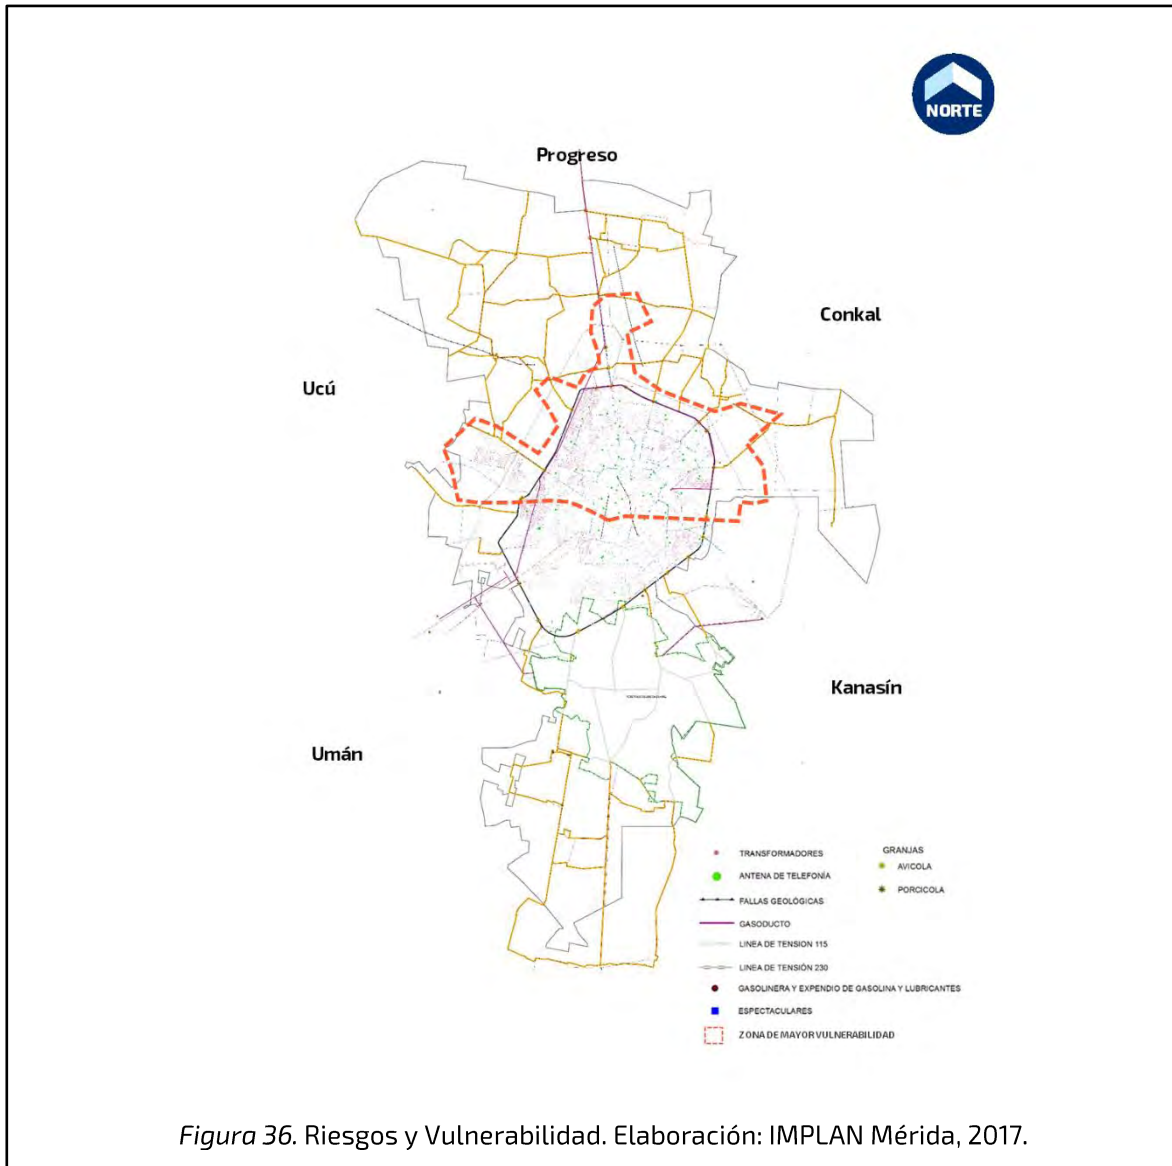 NORTE
Progreso
Conkal
Ucú
Kanasín
Umán
TRANSFORMADORES
ANTENA DE TELEFONÍA
FALLAS GEOLÓGICAS
GASODUCTO
LINEA DE TENSION 115
LINEA DE TENSIÓN 230
GASOLINERA Y EXPENDIO DE GASOLINA Y LUBRICANTES
ESPECTACULARES
ZONA DE MAYOR VULNERABILIDAD
GRANJAS
AVICOLA
PORCICOLA
Figura 36. Riesgos y Vulnerabilidad. Elaboración: IMPLAN Mérida, 2017.